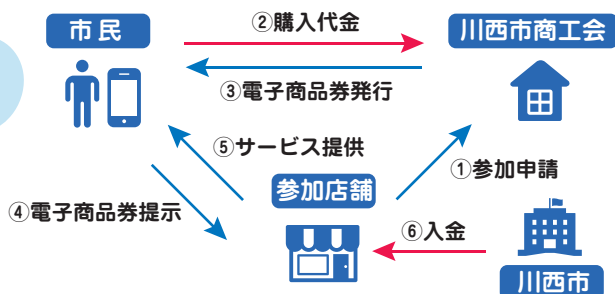 市民
②購入代金
川西市商工会
③電子商品券発行
⑤サービス提供
①参加申請
参加店舗
④電子商品券提示
⑥入金
川西市